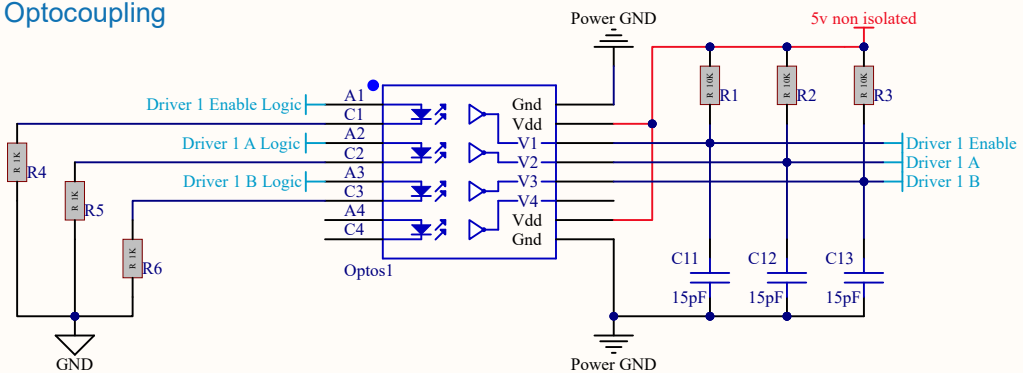 Optocoupling
Power GND
5v non isolated
R 10K
R1
R 10K
R2
R 10K
R3
Driver 1 Enable Logic
A1
C1
Driver 1 A Logic
A2
C2
Driver 1 B Logic
A3
C3
A4
C4
Gnd
Vdd
V1
V2
V3
V4
Vdd
Gnd
Driver 1 Enable
Driver 1 A
Driver 1 B
R 1K
R4
R 1K
R5
R 1K
R6
Optos1
C11
15pF
C12
15pF
C13
15pF
GND
Power GND